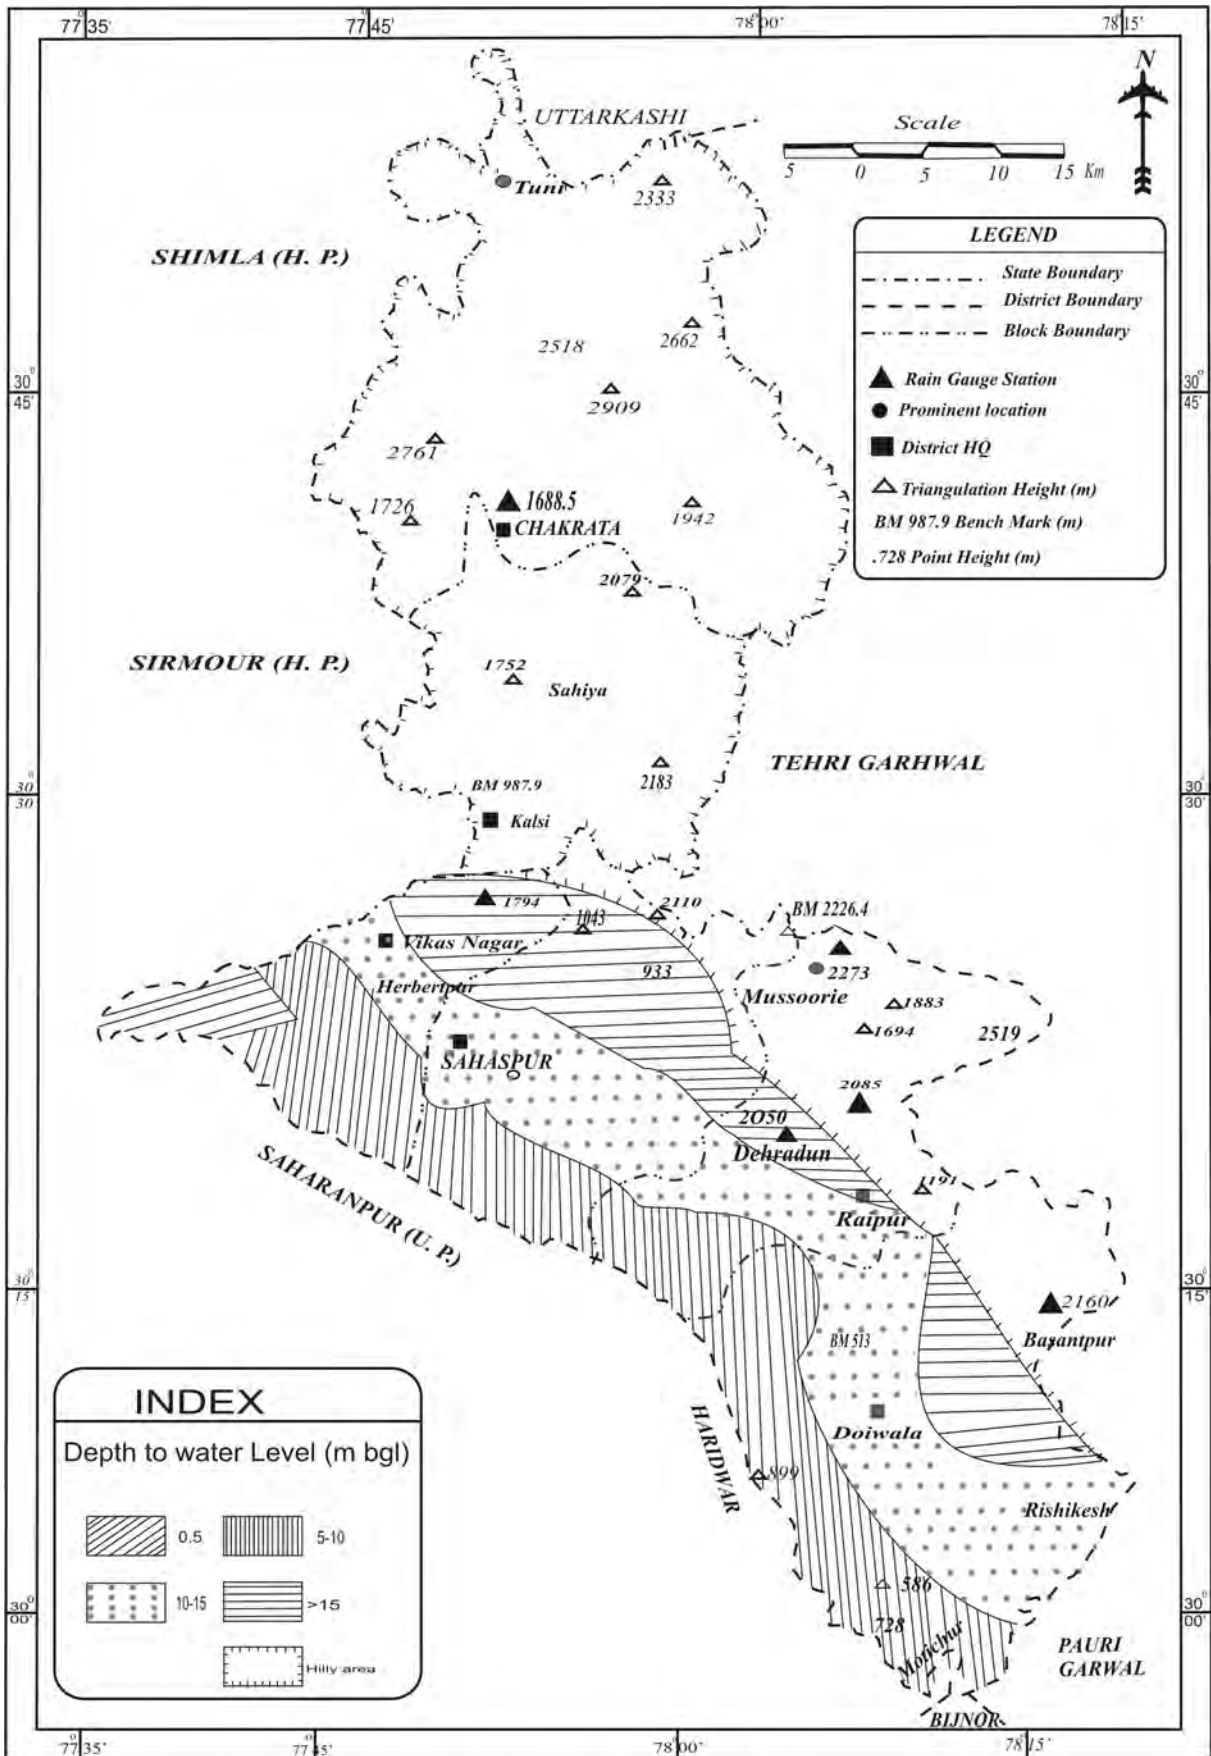 77°35' 77°45' 78°00' 78°15'
N
UTTARKASHI
Scale
5 0 5 10 15 Km
Tuni
2333
SHIMLA (H. P.)
LEGEND
State Boundary
District Boundary
Block Boundary
Rain Gauge Station
Prominent location
District HQ
Triangulation Height (m)
BM 987.9 Bench Mark (m)
.728 Point Height (m)
2518
2662
30° 45'
30° 45'
2909
2761
1726
1688.5
CHAKRATA
1942
2079
SIRMOUR (H. P.)
1752
Sahiya
TEHRI GARHWAL
2183
BM 987.9
30° 30'
30° 30'
Kalsi
1794
1043
2110
BM 2226.4
Vikas Nagar
933
2273
Herbertpur
Mussoorie
1883
1694
2519
SAHASPUR
2085
2O50
Dehradun
SAHARANPUR (U. P.)
191
Raipur
30° 15'
30° 15'
2160
Basantpur
BM 513
INDEX
Depth to water Level (m bgl)
0.5
5-10
10-15
>15
Hilly area
HARIDWAR
Doiwala
899
Rishikesh
586
728
30° 00'
30° 00'
Motichur
PAURI
GARWAL
BIJNOR
77°35' 77°45' 78°00' 78°15'